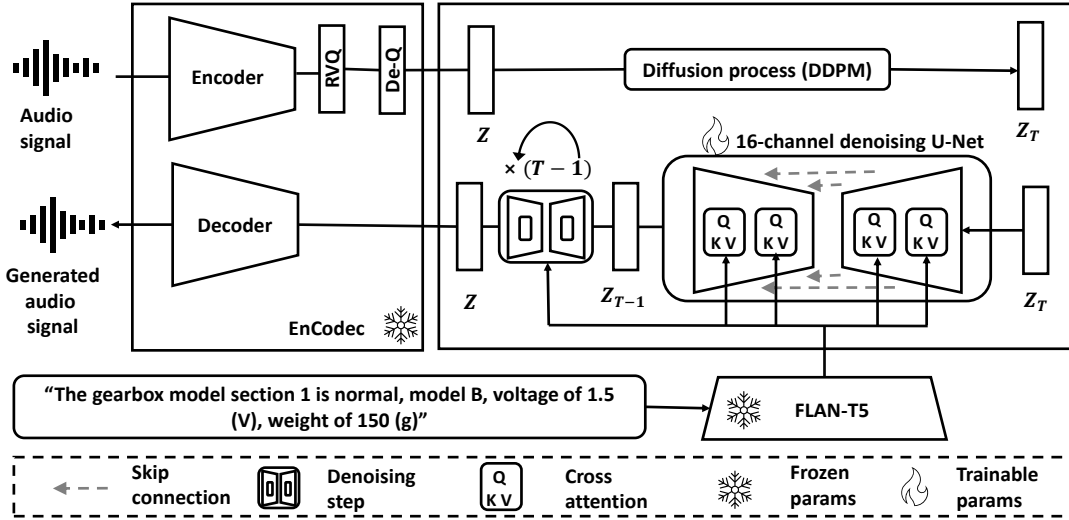 Audio
signal
Encoder
RVQ
De-Q
Z
Diffusion process (DDPM)
Z_T
16-channel denoising U-Net
× (T − 1)
Generated
audio
signal
Decoder
Z
Z_{T−1}
Q
K V
Q
K V
Q
K V
Q
K V
Z_T
EnCodec
“The gearbox model section 1 is normal, model B, voltage of 1.5
(V), weight of 150 (g)”
FLAN-T5
Skip
connection
Denoising
step
Q
K V
Cross
attention
Frozen
params
Trainable
params